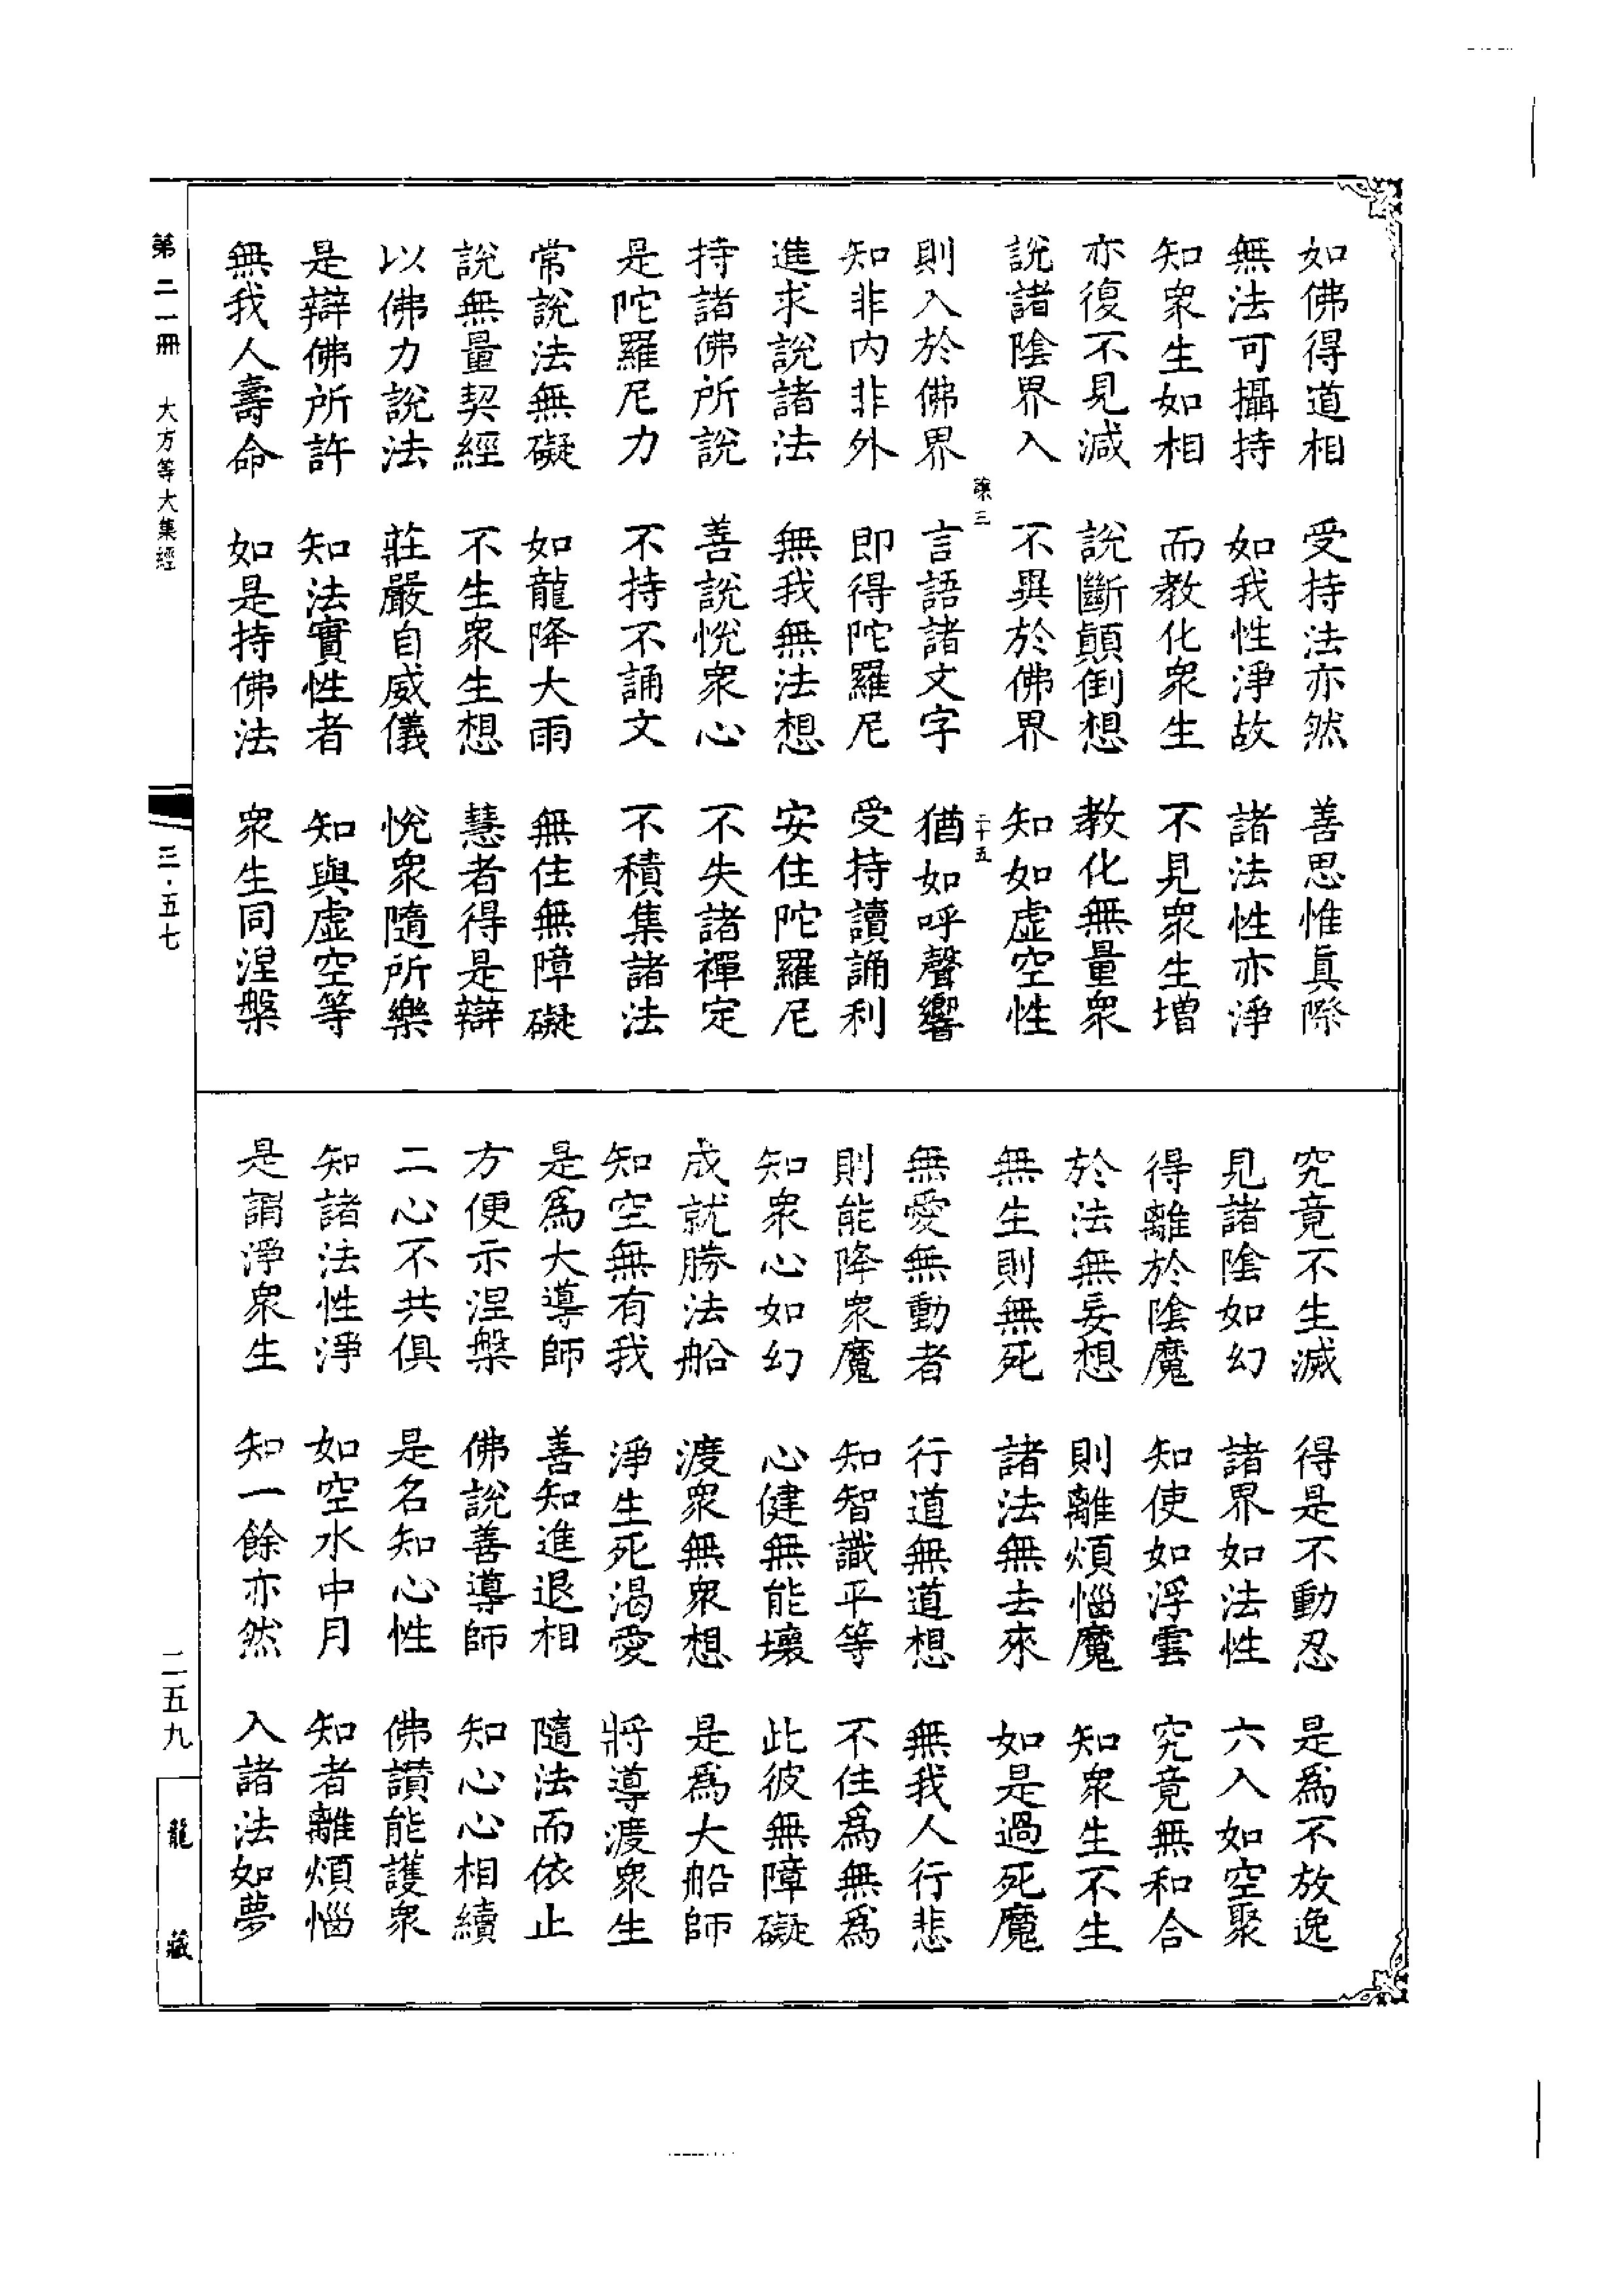 如佛得道相　受持法亦然　善思惟眞際
無法可攝持　如我性淨故　諸法性亦淨
知衆生如相　而教化衆生　不見衆生增
亦復不見減　說斷顛倒想　教化無量衆
說諸陰界入　不異於佛界　知如虛空性
三　二十五
則入於佛界　言語諸文字　猶如呼聲響
知非內非外　即得陀羅尼　受持讀誦利
進求說諸法　無我無法想　安住陀羅尼
持諸佛所說　善說悅衆心　不失諸禪定
是陀羅尼力　不持不誦文　不積集諸法
常說法無礙　如龍降大雨　無住無障礙
說無量契經　不生衆生想　慧者得是辯
以佛力說法　莊嚴自威儀　悅衆隨所樂
是辯佛所許　知法實性者　知與虛空等
無我人壽命　如是持佛法　衆生同涅槃
究竟不生滅　得是不動忍　是爲不放逸
見諸陰如幻　諸界如法性　六入如空聚
得離於陰魔　知使如浮雲　究竟無和合
於法無妄想　則離煩惱魔　知衆生不生
無生則無死　諸法無去來　如是過死魔
無愛無動者　行道無道想　無我人行悲
則能降衆魔　知智識平等　不住爲無爲
知衆心如幻　心健無能壞　此彼無障礙
成就勝法船　渡衆無衆想　是爲大船師
知空無有我　淨生死渴愛　將導渡衆生
是爲大導師　善知進退相　隨法而依止
方便示涅槃　佛說善導師　知心心相續
二心不共俱　是名知心性　佛讚能護衆
知諸法性淨　如空水中月　知者離煩惱
是謂淨衆生　知一餘亦然　入諸法如夢
第二一冊　大方等大集經　三·五七　二五九　龍藏